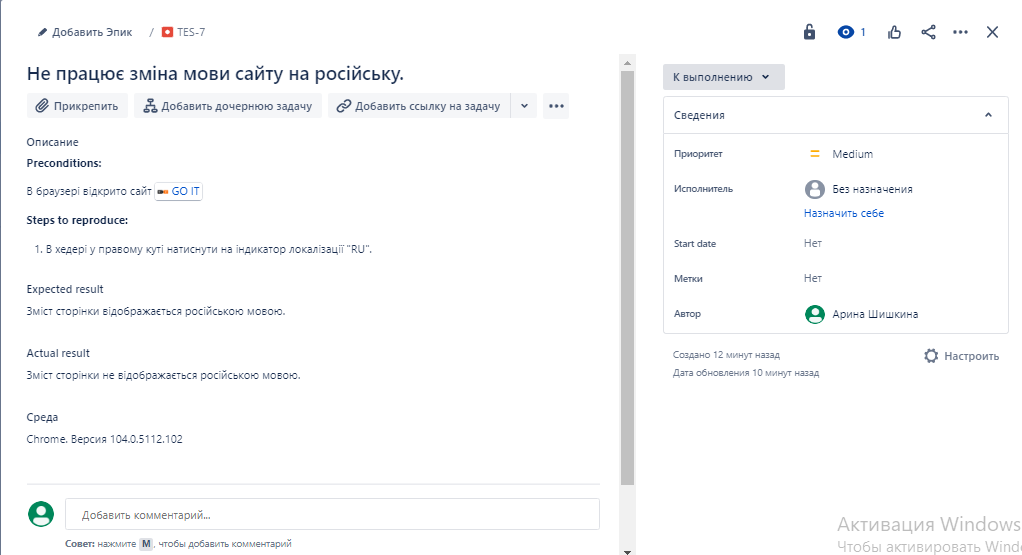 Добавить Эпик / TES-7
1
Не працює зміна мови сайту на російську.
Прикрепить Добавить дочернюю задачу Добавить ссылку на задачу
Описание
Preconditions:
В браузері відкрито сайт GO IT
Steps to reproduce:
1. В хедері у правому куті натиснути на індикатор локалізації "RU".
Expected result
Зміст сторінки відображається російською мовою.
Actual result
Зміст сторінки не відображається російською мовою.
Среда
Chrome. Версия 104.0.5112.102
Добавить комментарий...
Совет: нажмите M, чтобы добавить комментарий
К выполнению
Сведения
Приоритет Medium
Исполнитель Без назначения
Назначить себе
Start date Нет
Метки Нет
Автор Арина Шишкина
Создано 12 минут назад Настроить
Дата обновления 10 минут назад
Активация Windows
Чтобы активировать Wind